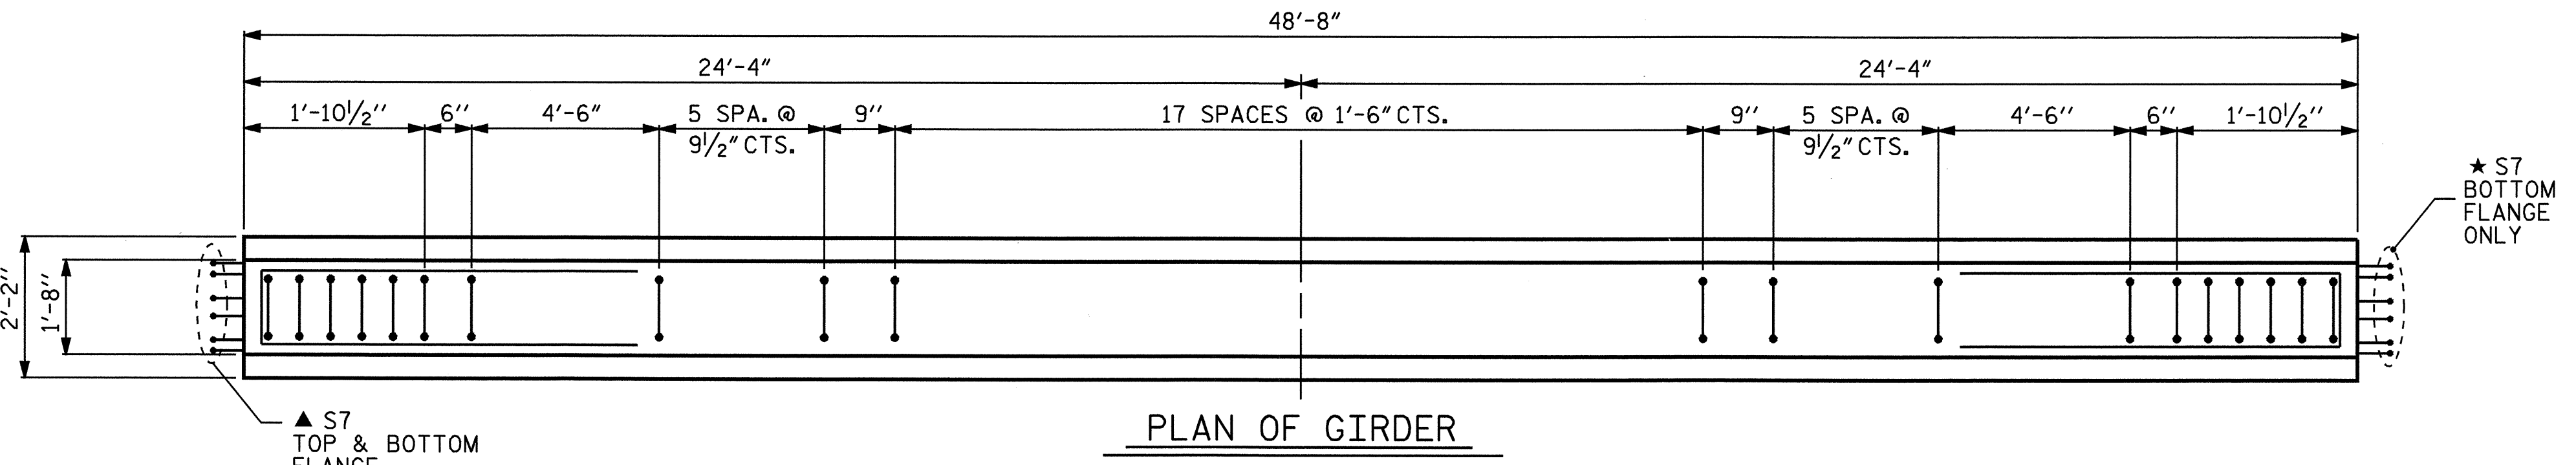 48'-8"
24'-4"
24'-4"
1'-10½" 6" 4'-6" 5 SPA. @ 9" 17 SPACES @ 1'-6" CTS. 9" 5 SPA. @ 4'-6" 6" 1'-10½"
9½" CTS. 9½" CTS.
★ S7
BOTTOM
FLANGE
ONLY
2'-2"
1'-8"
▲ S7
TOP & BOTTOM
FLANGE
PLAN OF GIRDER